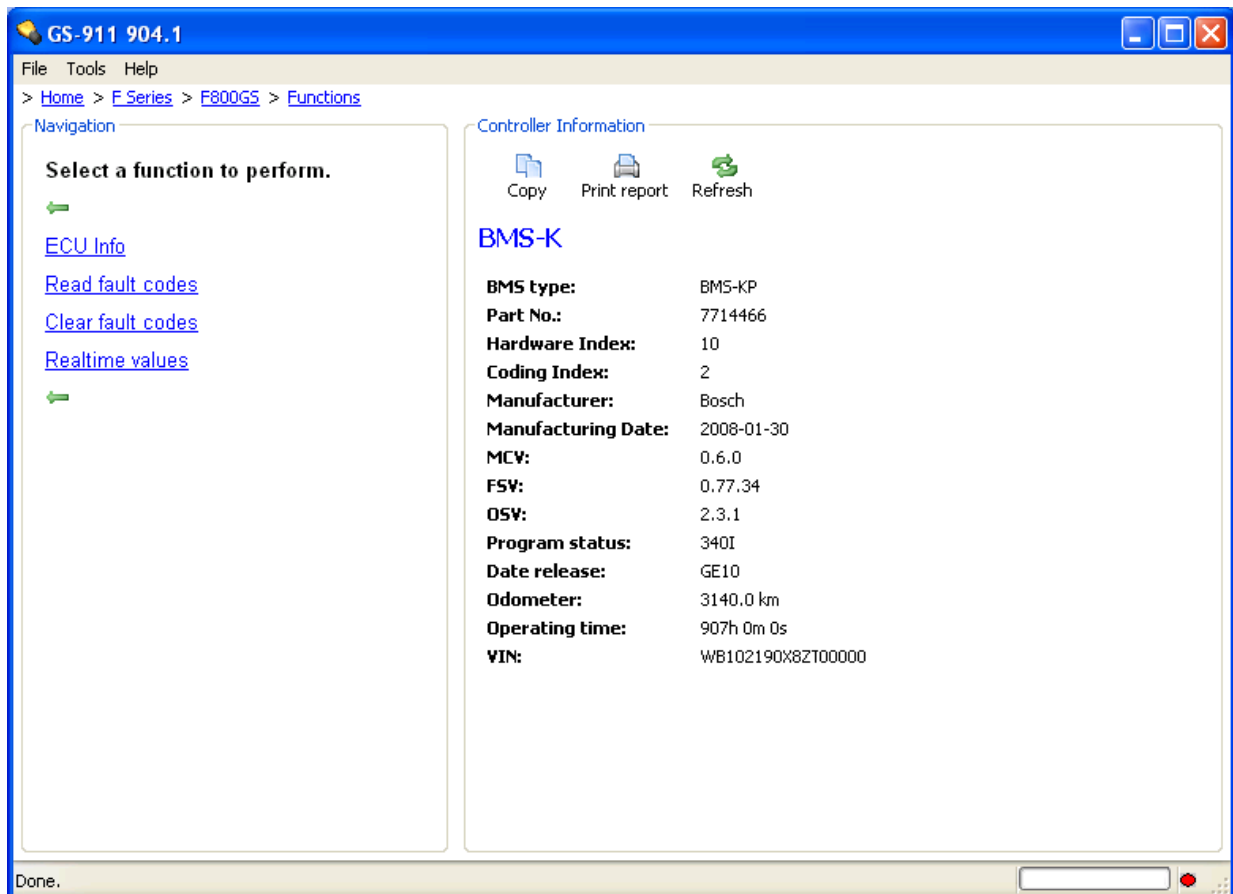 GS-911 904.1
File Tools Help
> Home > F Series > F800GS > Functions
Navigation
Select a function to perform.
ECU Info
Read fault codes
Clear fault codes
Realtime values
Controller Information
Copy Print report Refresh
BMS-K
BMS type: BMS-KP
Part No.: 7714466
Hardware Index: 10
Coding Index: 2
Manufacturer: Bosch
Manufacturing Date: 2008-01-30
MCV: 0.6.0
FSV: 0.77.34
OSV: 2.3.1
Program status: 340I
Date release: GE10
Odometer: 3140.0 km
Operating time: 907h 0m 0s
VIN: WB102190X8ZT00000
Done.